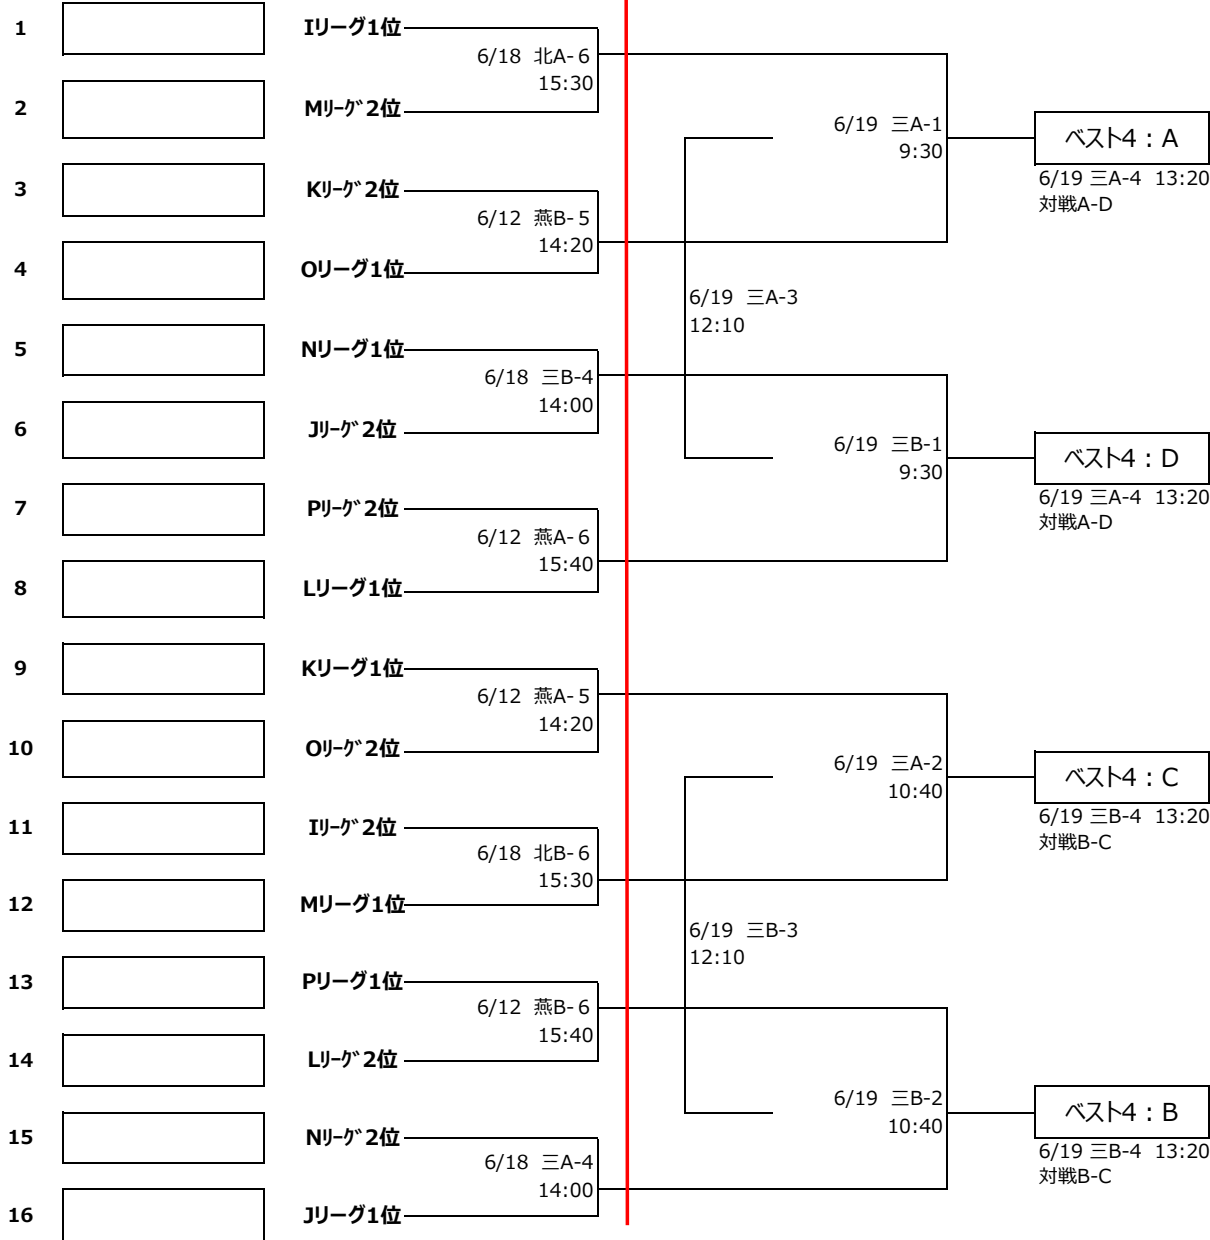 1 Iリーグ1位
6/18 北A-6
15:30
2 Mﾘｰｸﾞ2位
6/19 三A-1
9:30
ベスト4：A
6/19 三A-4 13:20
対戦A-D
3 Kﾘｰｸﾞ2位
6/12 燕B-5
14:20
4 Oリーグ1位
6/19 三A-3
12:10
5 Nリーグ1位
6/18 三B-4
14:00
6 Jﾘｰｸﾞ2位
6/19 三B-1
9:30
ベスト4：D
6/19 三A-4 13:20
対戦A-D
7 Pﾘｰｸﾞ2位
6/12 燕A-6
15:40
8 Lリーグ1位
9 Kリーグ1位
6/12 燕A-5
14:20
10 Oﾘｰｸﾞ2位
6/19 三A-2
10:40
ベスト4：C
6/19 三B-4 13:20
対戦B-C
11 Iﾘｰｸﾞ2位
6/18 北B-6
15:30
12 Mリーグ1位
6/19 三B-3
12:10
13 Pリーグ1位
6/12 燕B-6
15:40
14 Lﾘｰｸﾞ2位
6/19 三B-2
10:40
ベスト4：B
6/19 三B-4 13:20
対戦B-C
15 Nﾘｰｸﾞ2位
6/18 三A-4
14:00
16 Jリーグ1位